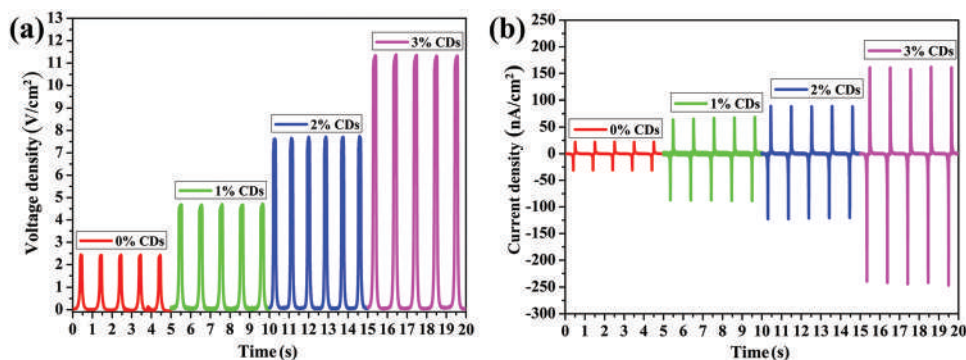 (a)
Voltage density (V/cm²)
13
12
11
10
9
8
7
6
5
4
3
2
1
0
0% CDs
1% CDs
2% CDs
3% CDs
0 1 2 3 4 5 6 7 8 9 10 11 12 13 14 15 16 17 18 19 20
Time (s)
(b)
Current density (nA/cm²)
250
200
150
100
50
0
-50
-100
-150
-200
-250
-300
0% CDs
1% CDs
2% CDs
3% CDs
0 1 2 3 4 5 6 7 8 9 10 11 12 13 14 15 16 17 18 19 20
Time (s)